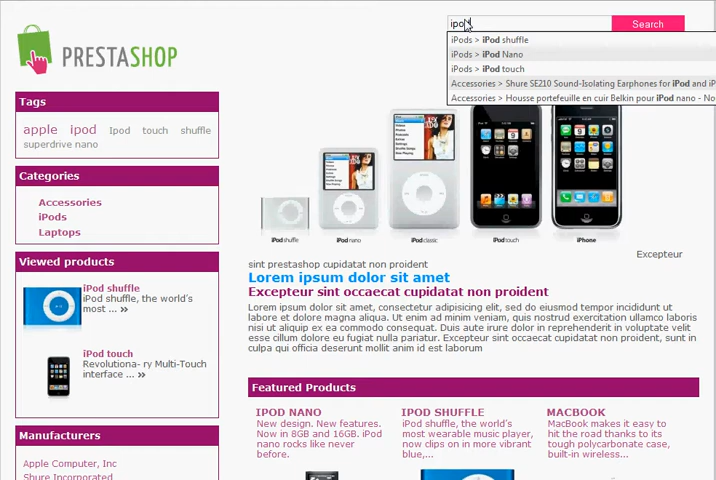 PRESTASHOP
ipod
Search
iPods > iPod shuffle
iPods > iPod Nano
iPods > iPod touch
Accessories > Shure SE210 Sound-Isolating Earphones for iPod and iP
Accessories > Housse portefeuille en cuir Belkin pour iPod nano - No
Tags
apple ipod Ipod touch shuffle
superdrive nano
Categories
Accessories
iPods
Laptops
Viewed products
iPod shuffle
iPod shuffle, the world's
most ... »
iPod touch
Revolutiona- ry Multi-Touch
interface ... »
Manufacturers
Apple Computer, Inc
Shure Incorporated
iPod shuffle
iPod nano
iPod classic
iPod touch
iPhone
Excepteur
sint prestashop cupidatat non proident
Lorem ipsum dolor sit amet
Excepteur sint occaecat cupidatat non proident
Lorem ipsum dolor sit amet, consectetur adipisicing elit, sed do eiusmod tempor incididunt ut
labore et dolore magna aliqua. Ut enim ad minim veniam, quis nostrud exercitation ullamco laboris
nisi ut aliquip ex ea commodo consequat. Duis aute irure dolor in reprehenderit in voluptate velit
esse cillum dolore eu fugiat nulla pariatur. Excepteur sint occaecat cupidatat non proident, sunt in
culpa qui officia deserunt mollit anim id est laborum
Featured Products
IPOD NANO
New design. New features.
Now in 8GB and 16GB. iPod
nano rocks like never
before.
IPOD SHUFFLE
iPod shuffle, the world's
most wearable music player,
now clips on in more vibrant
blue,...
MACBOOK
MacBook makes it easy to
hit the road thanks to its
tough polycarbonate case,
built-in wireless...